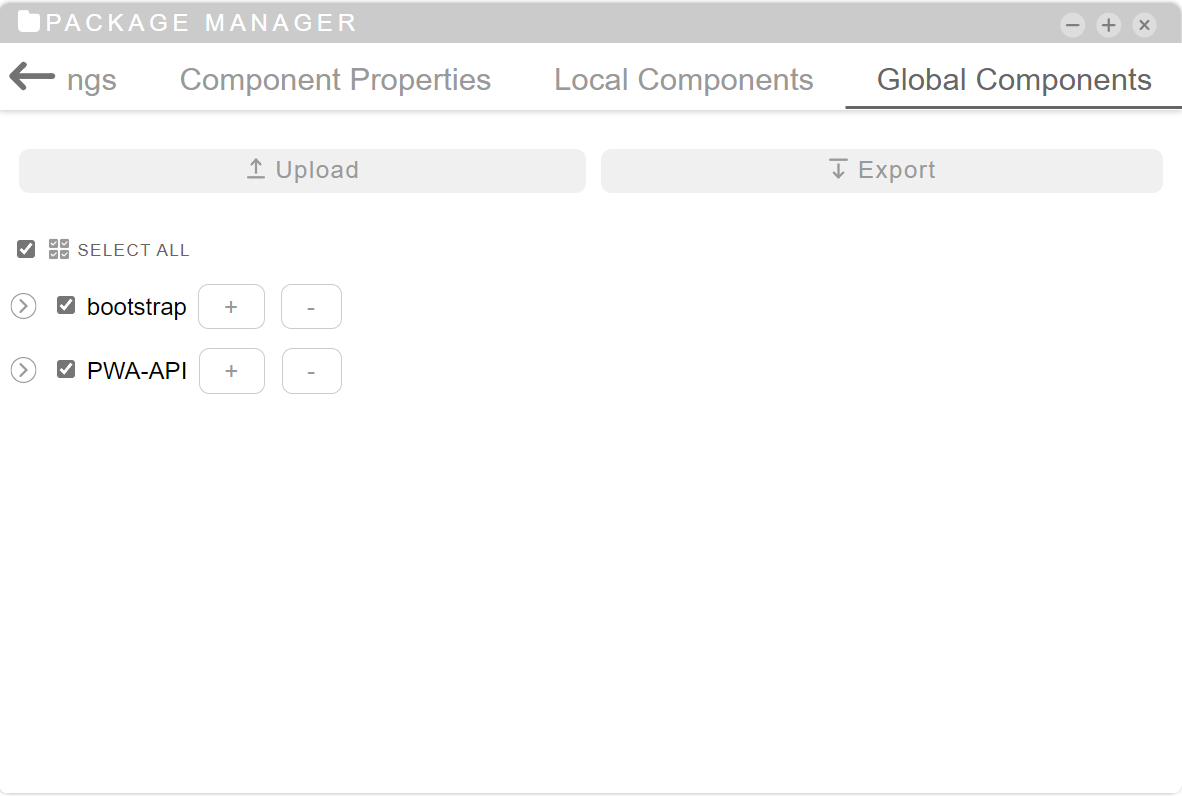 PACKAGE MANAGER
ngs Component Properties Local Components Global Components
Upload Export
SELECT ALL
bootstrap + -
PWA-API + -